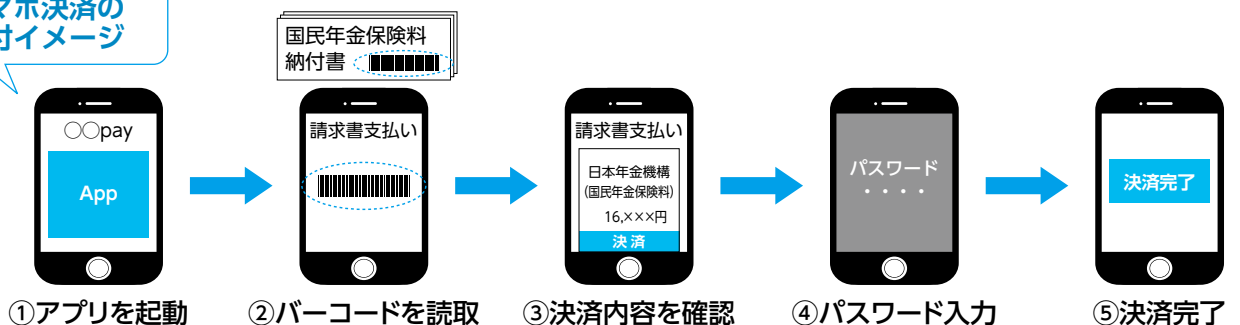 マホ決済の
付イメージ
国民年金保険料
納付書
○○pay
App
請求書支払い
請求書支払い
日本年金機構
(国民年金保険料)
16,×××円
決済
パスワード
・・・・
決済完了
①アプリを起動
②バーコードを読取
③決済内容を確認
④パスワード入力
⑤決済完了